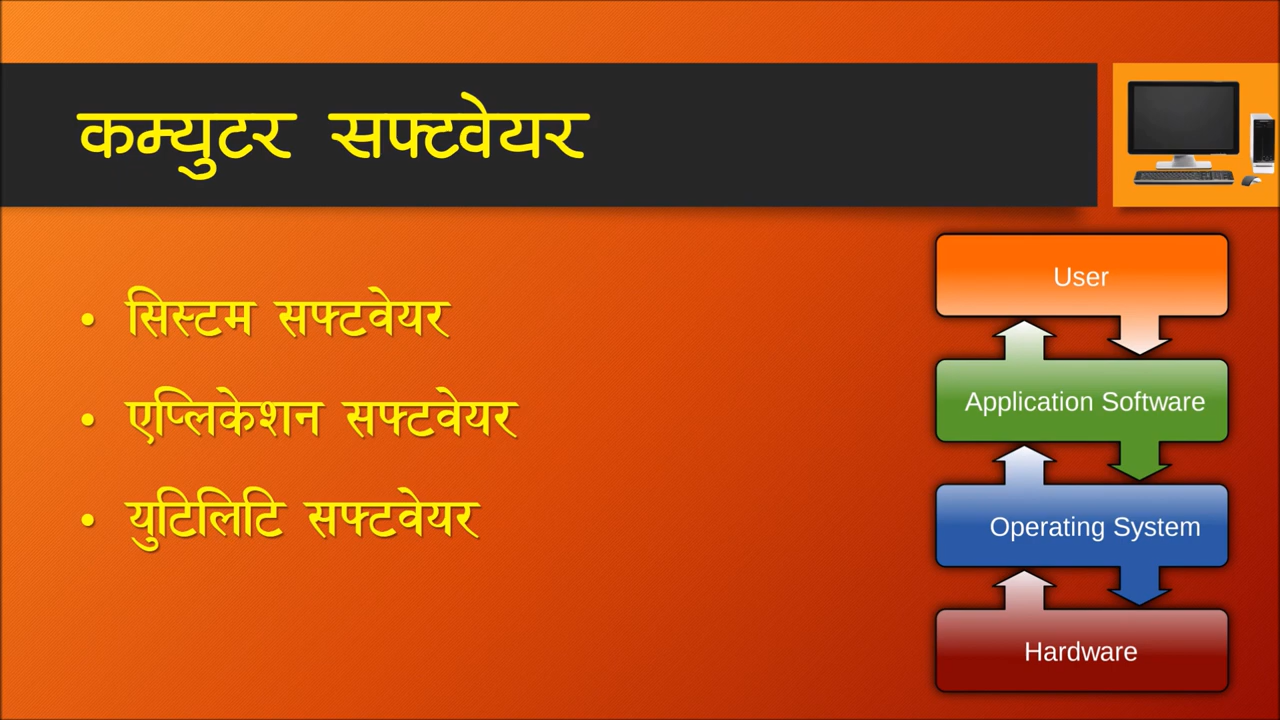 कम्युटर सफ्टवेयर
• सिस्टम सफ्टवेयर
• एप्लिकेशन सफ्टवेयर
• युटिलिटि सफ्टवेयर
User
Application Software
Operating System
Hardware